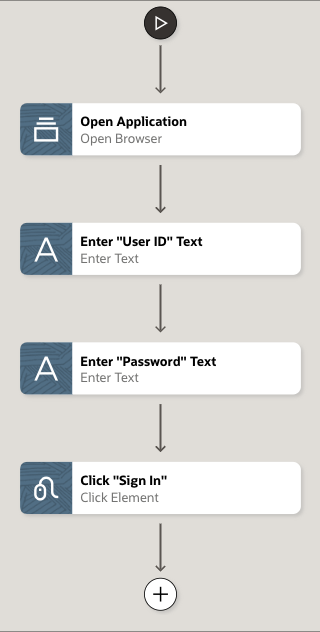 Open Application
Open Browser
Enter "User ID" Text
Enter Text
Enter "Password" Text
Enter Text
Click "Sign In"
Click Element